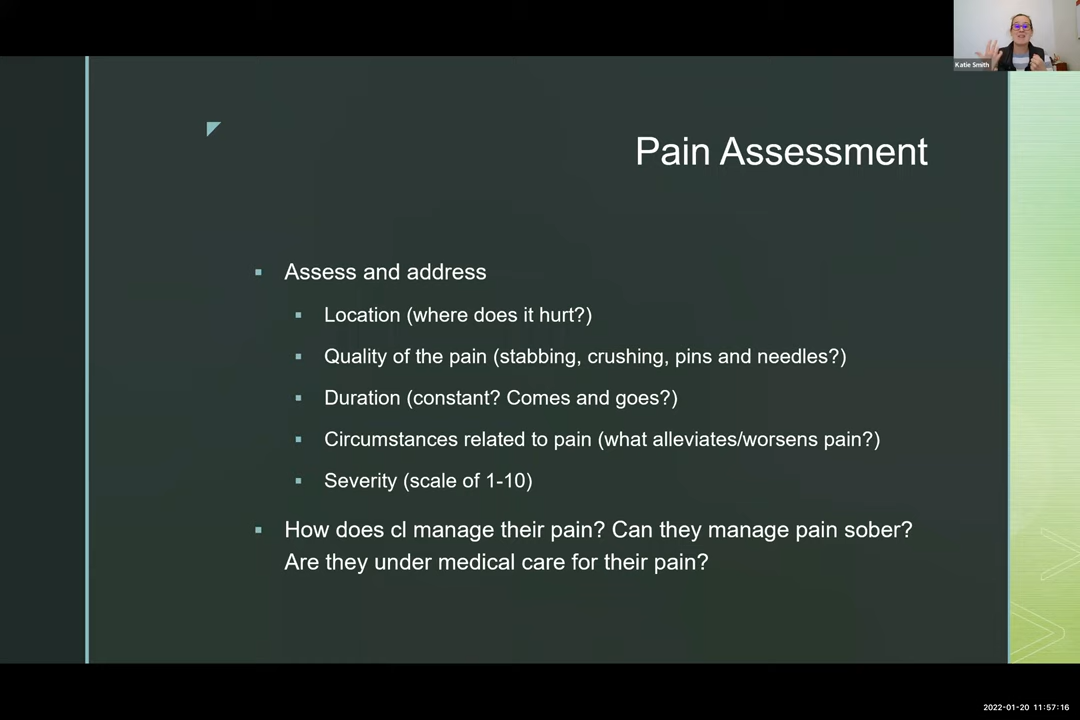 Katie Smith
Pain Assessment
▪ Assess and address
▪ Location (where does it hurt?)
▪ Quality of the pain (stabbing, crushing, pins and needles?)
▪ Duration (constant? Comes and goes?)
▪ Circumstances related to pain (what alleviates/worsens pain?)
▪ Severity (scale of 1-10)
▪ How does cl manage their pain? Can they manage pain sober?
Are they under medical care for their pain?
2022-01-20 11:57:16